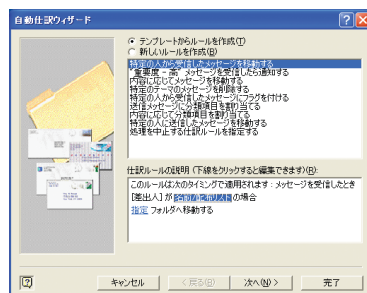 自動仕訳ウィザード
テンプレートからルールを作成(T)
新しいルールを作成(B)
特定の人から受信したメッセージを移動する
"重要度 - 高" メッセージを受信したら通知する
内容に応じてメッセージを移動する
特定のテーマのメッセージを削除する
特定の人から受信したメッセージにフラグを付ける
送信メッセージに分類項目を割り当てる
内容に応じて分類項目を割り当てる
特定の人に送信したメッセージを移動する
処理を中止する仕訳ルールを指定する
仕訳ルールの説明 (下線をクリックすると編集できます)(R):
このルールは次のタイミングで適用されます : メッセージを受信したとき
[差出人] が 名前/配布リスト の場合
指定 フォルダへ移動する
キャンセル
< 戻る(B)
次へ(N) >
完了